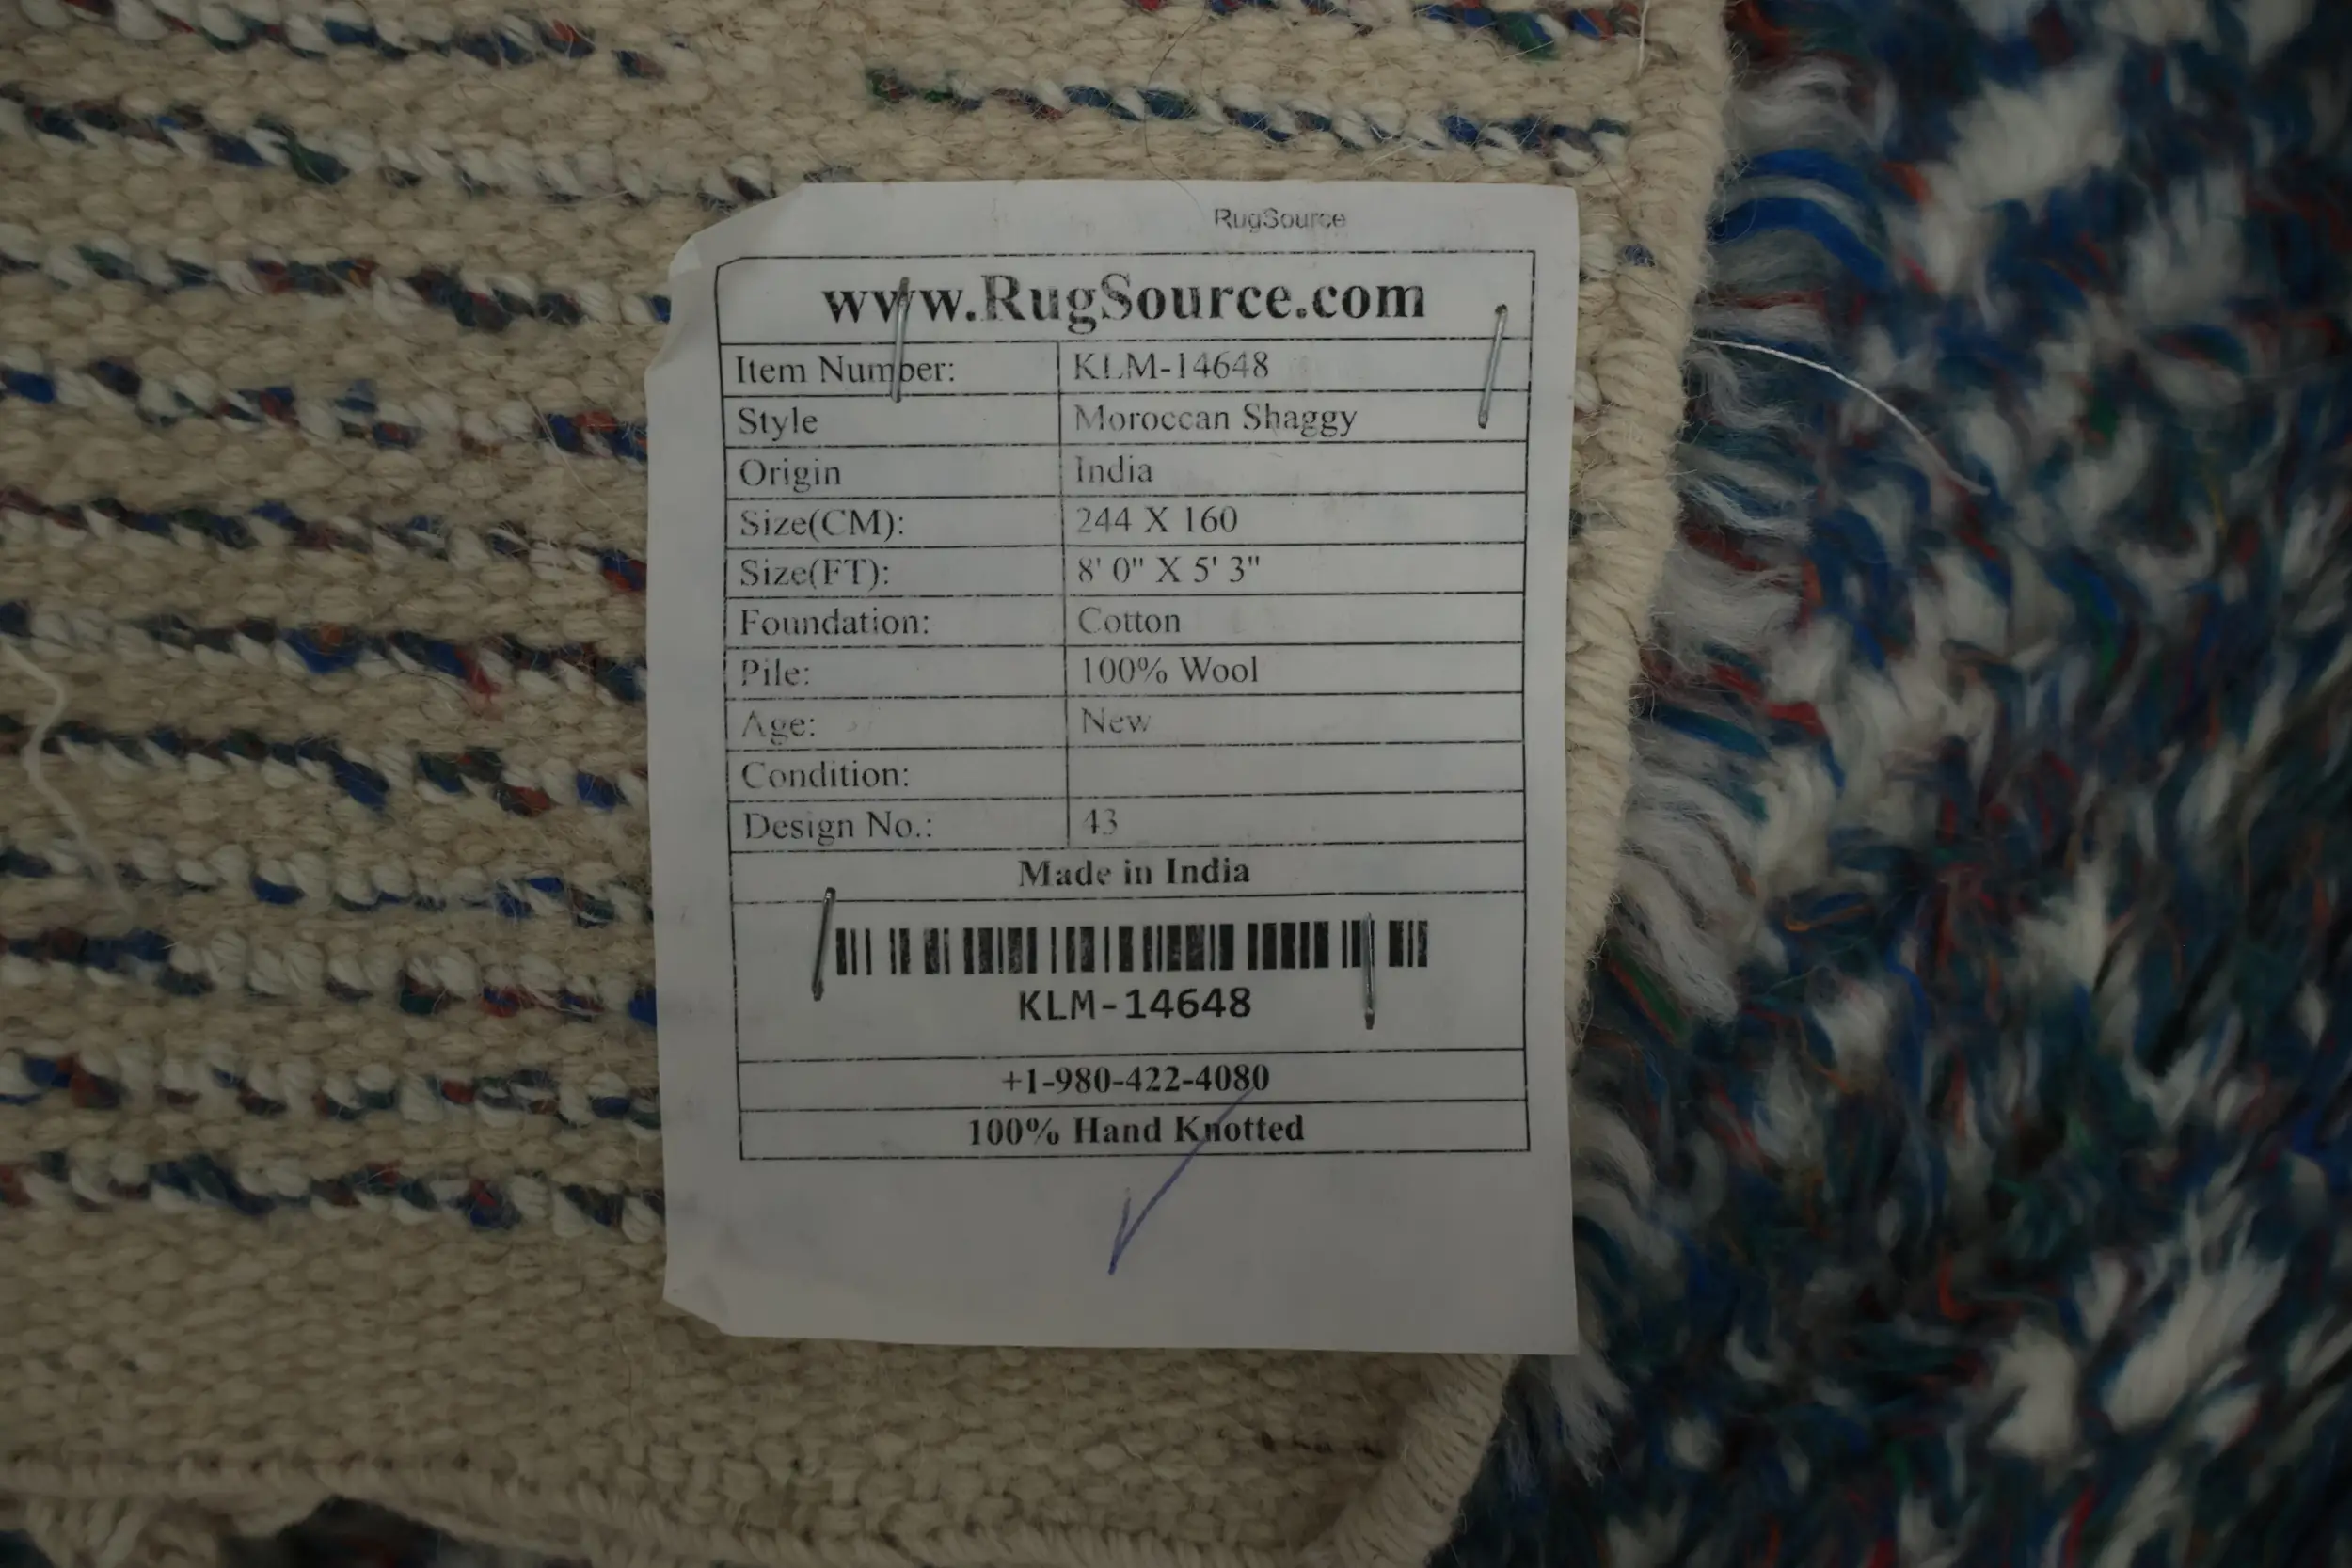 RugSource
www.RugSource.com
Item Number: KLM-14648
Style Moroccan Shaggy
Origin India
Size(CM): 244 X 160
Size(FT): 8' 0" X 5' 3"
Foundation: Cotton
Pile: 100% Wool
Age: New
Condition:
Design No.: 43
Made in India
KLM-14648
+1-980-422-4080
100% Hand Knotted